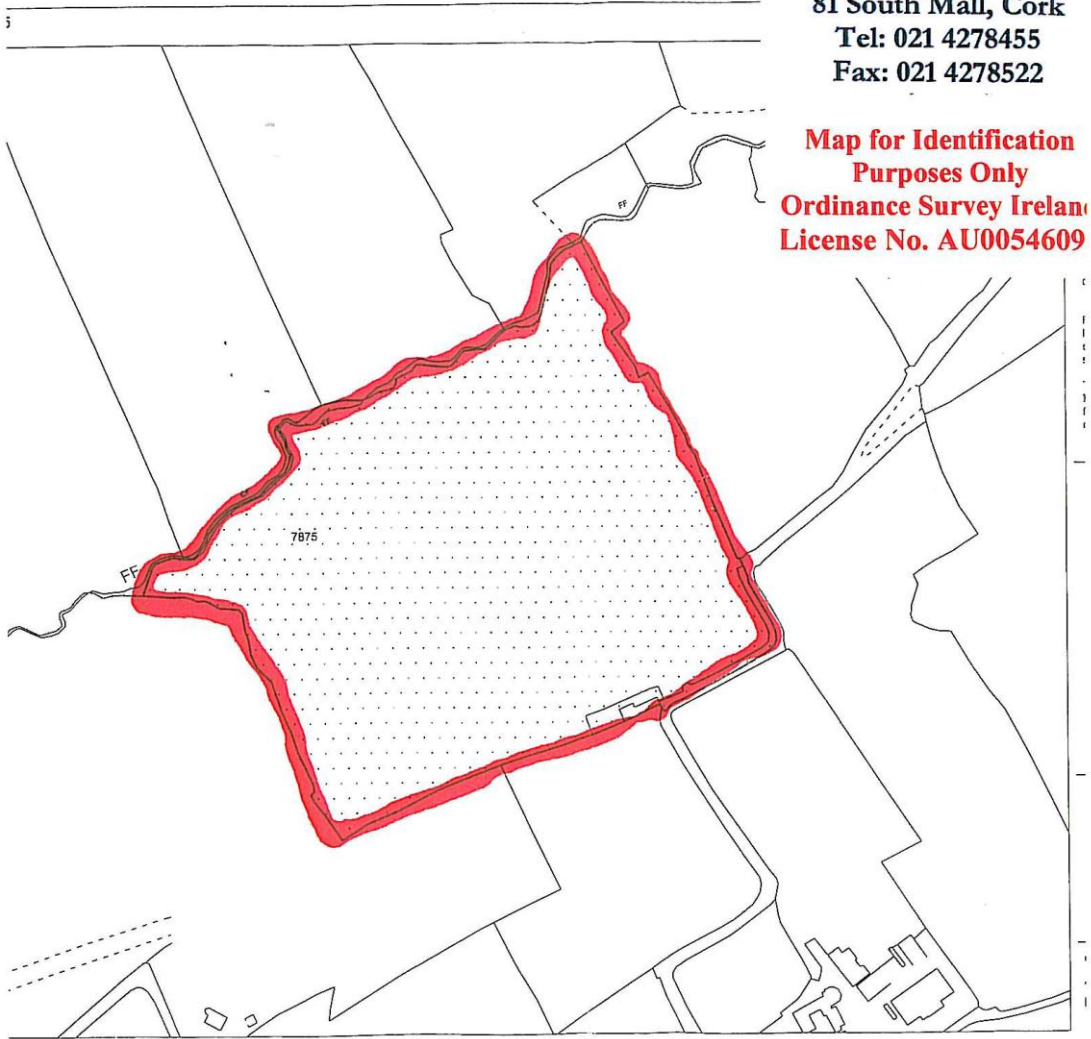 81 South Mall, Cork
Tel: 021 4278455
Fax: 021 4278522
Map for Identification
Purposes Only
Ordinance Survey Irelan
License No. AU0054609
FF
7875
FF